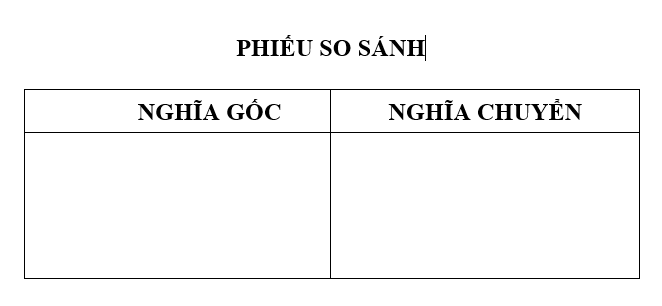 PHIẾU SO SÁNH
NGHĨA GỐC
NGHĨA CHUYỂN